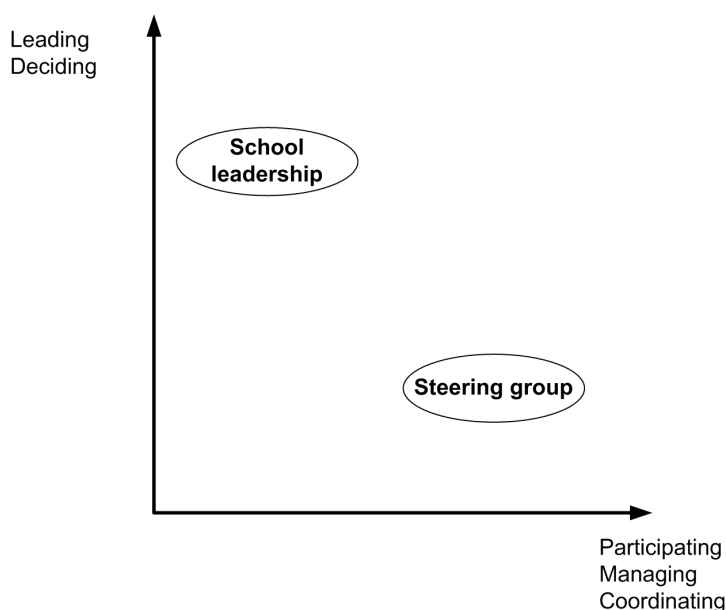 Leading
Deciding
School
leadership
Steering group
Participating
Managing
Coordinating